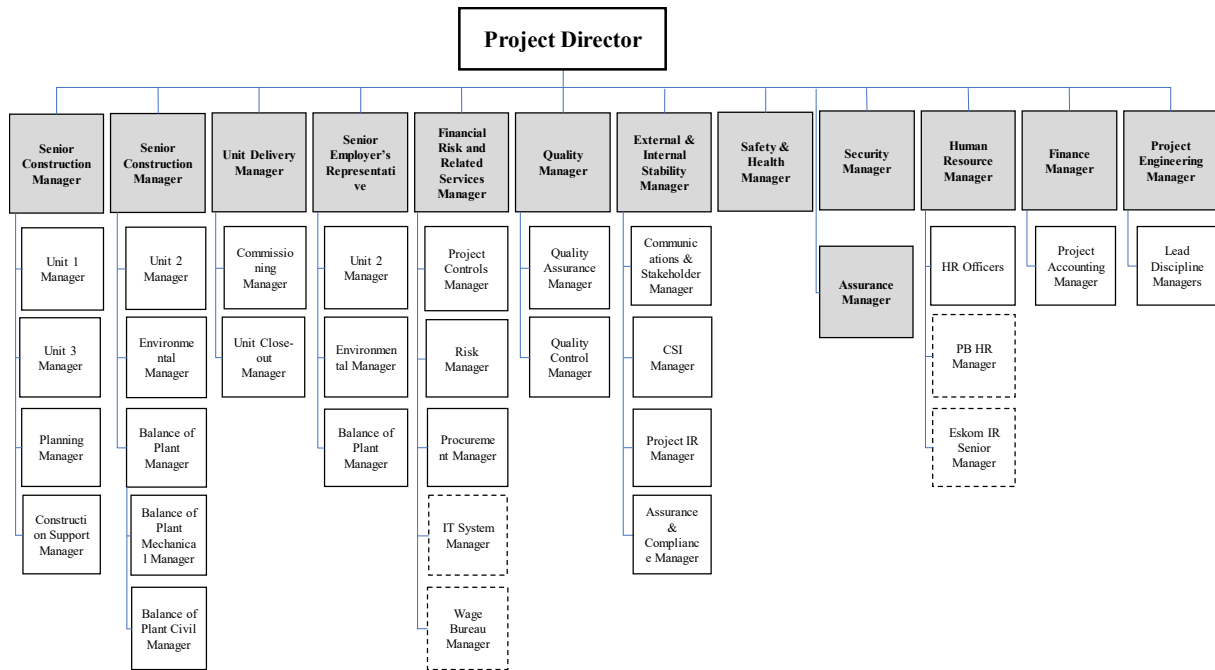 Project Director
Senior
Construction
Manager
Senior
Construction
Manager
Unit Delivery
Manager
Senior
Employer's
Representati
ve
Financial
Risk and
Related
Services
Manager
Quality
Manager
External &
Internal
Stability
Manager
Safety &
Health
Manager
Security
Manager
Human
Resource
Manager
Finance
Manager
Project
Engineering
Manager
Unit 1
Manager
Unit 3
Manager
Planning
Manager
Constructi
on Support
Manager
Unit 2
Manager
Environme
ntal
Manager
Balance of
Plant
Manager
Balance of
Plant
Mechanica
l Manager
Balance of
Plant Civil
Manager
Commissio
ning
Manager
Unit Close-
out
Manager
Unit 2
Manager
Environmen
tal Manager
Balance of
Plant Manager
Project
Controls
Manager
Risk
Manager
Procureme
nt Manager
IT System
Manager
Wage
Bureau
Manager
Quality
Assurance
Manager
Quality
Control
Manager
Communic
ations &
Stakeholder
Manager
CSI
Manager
Project IR
Manager
Assurance
&
Complianc
e Manager
Assurance
Manager
HR Officers
PB HR
Manager
Eskom IR
Senior
Manager
Project
Accounting
Manager
Lead
Discipline
Managers